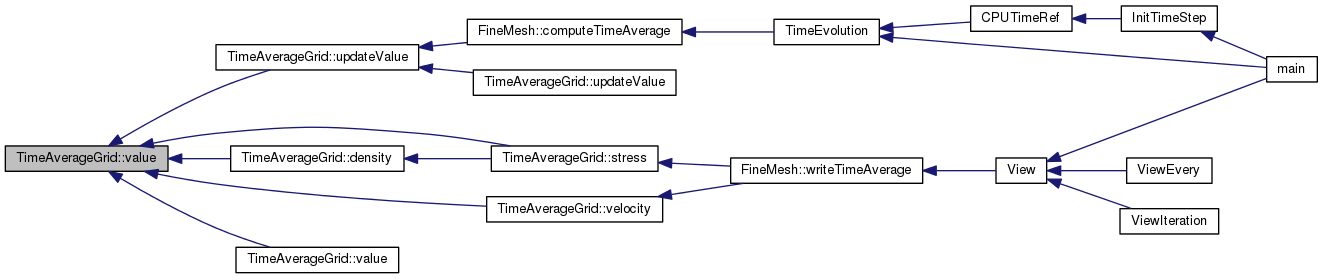 TimeAverageGrid::value
TimeAverageGrid::updateValue
FineMesh::computeTimeAverage
TimeAverageGrid::updateValue
TimeEvolution
CPUTimeRef
InitTimeStep
main
TimeAverageGrid::density
TimeAverageGrid::stress
TimeAverageGrid::velocity
FineMesh::writeTimeAverage
View
ViewEvery
ViewIteration
TimeAverageGrid::value